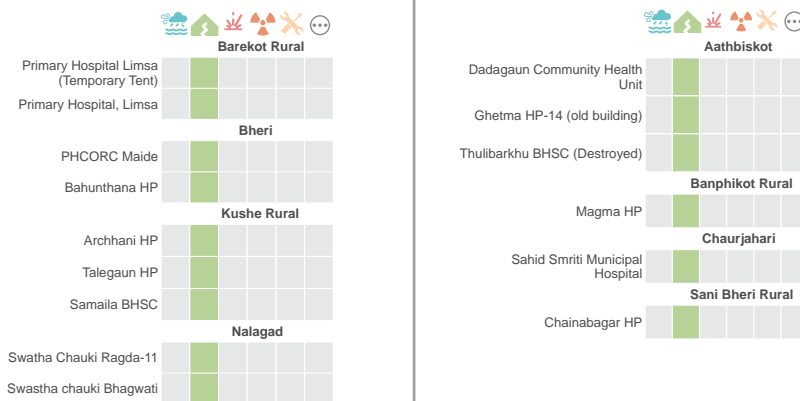 Barekot Rural
Primary Hospital Limsa
(Temporary Tent)
Primary Hospital, Limsa
Bheri
PHCORC Maide
Bahunthana HP
Kushe Rural
Archhani HP
Talegaun HP
Samaila BHSC
Nalagad
Swatha Chauki Ragda-11
Swastha chauki Bhagwati
Aathbiskot
Dadagaun Community Health
Unit
Ghetma HP-14 (old building)
Thulibarkhu BHSC (Destroyed)
Banphikot Rural
Magma HP
Chaurjahari
Sahid Smriti Municipal
Hospital
Sani Bheri Rural
Chainabagar HP